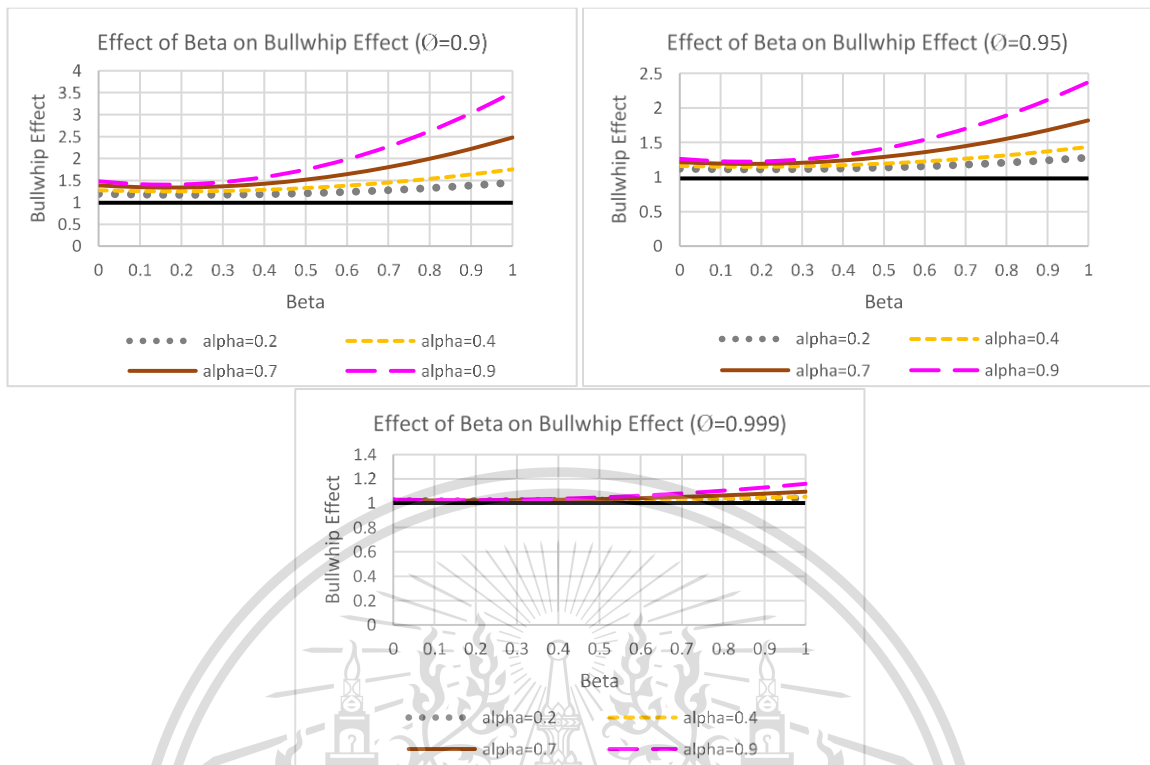 Effect of Beta on Bullwhip Effect (Ø=0.9)
4
3.5
3
2.5
2
1.5
1
0.5
0
Bullwhip Effect
0 0.1 0.2 0.3 0.4 0.5 0.6 0.7 0.8 0.9 1
Beta
alpha=0.2 alpha=0.4
alpha=0.7 alpha=0.9
Effect of Beta on Bullwhip Effect (Ø=0.95)
2.5
2
1.5
1
0.5
0
Bullwhip Effect
0 0.1 0.2 0.3 0.4 0.5 0.6 0.7 0.8 0.9 1
Beta
alpha=0.2 alpha=0.4
alpha=0.7 alpha=0.9
Effect of Beta on Bullwhip Effect (Ø=0.999)
1.4
1.2
1
0.8
0.6
0.4
0.2
0
Bullwhip Effect
0 0.1 0.2 0.3 0.4 0.5 0.6 0.7 0.8 0.9 1
Beta
alpha=0.2 alpha=0.4
alpha=0.7 alpha=0.9